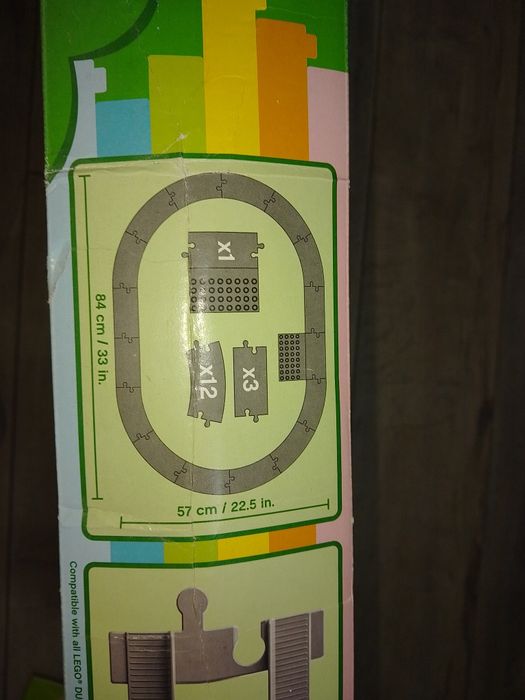 x1
x12
x3
84 cm / 33 in.
57 cm / 22.5 in.
Compatible with all LEGO® DU